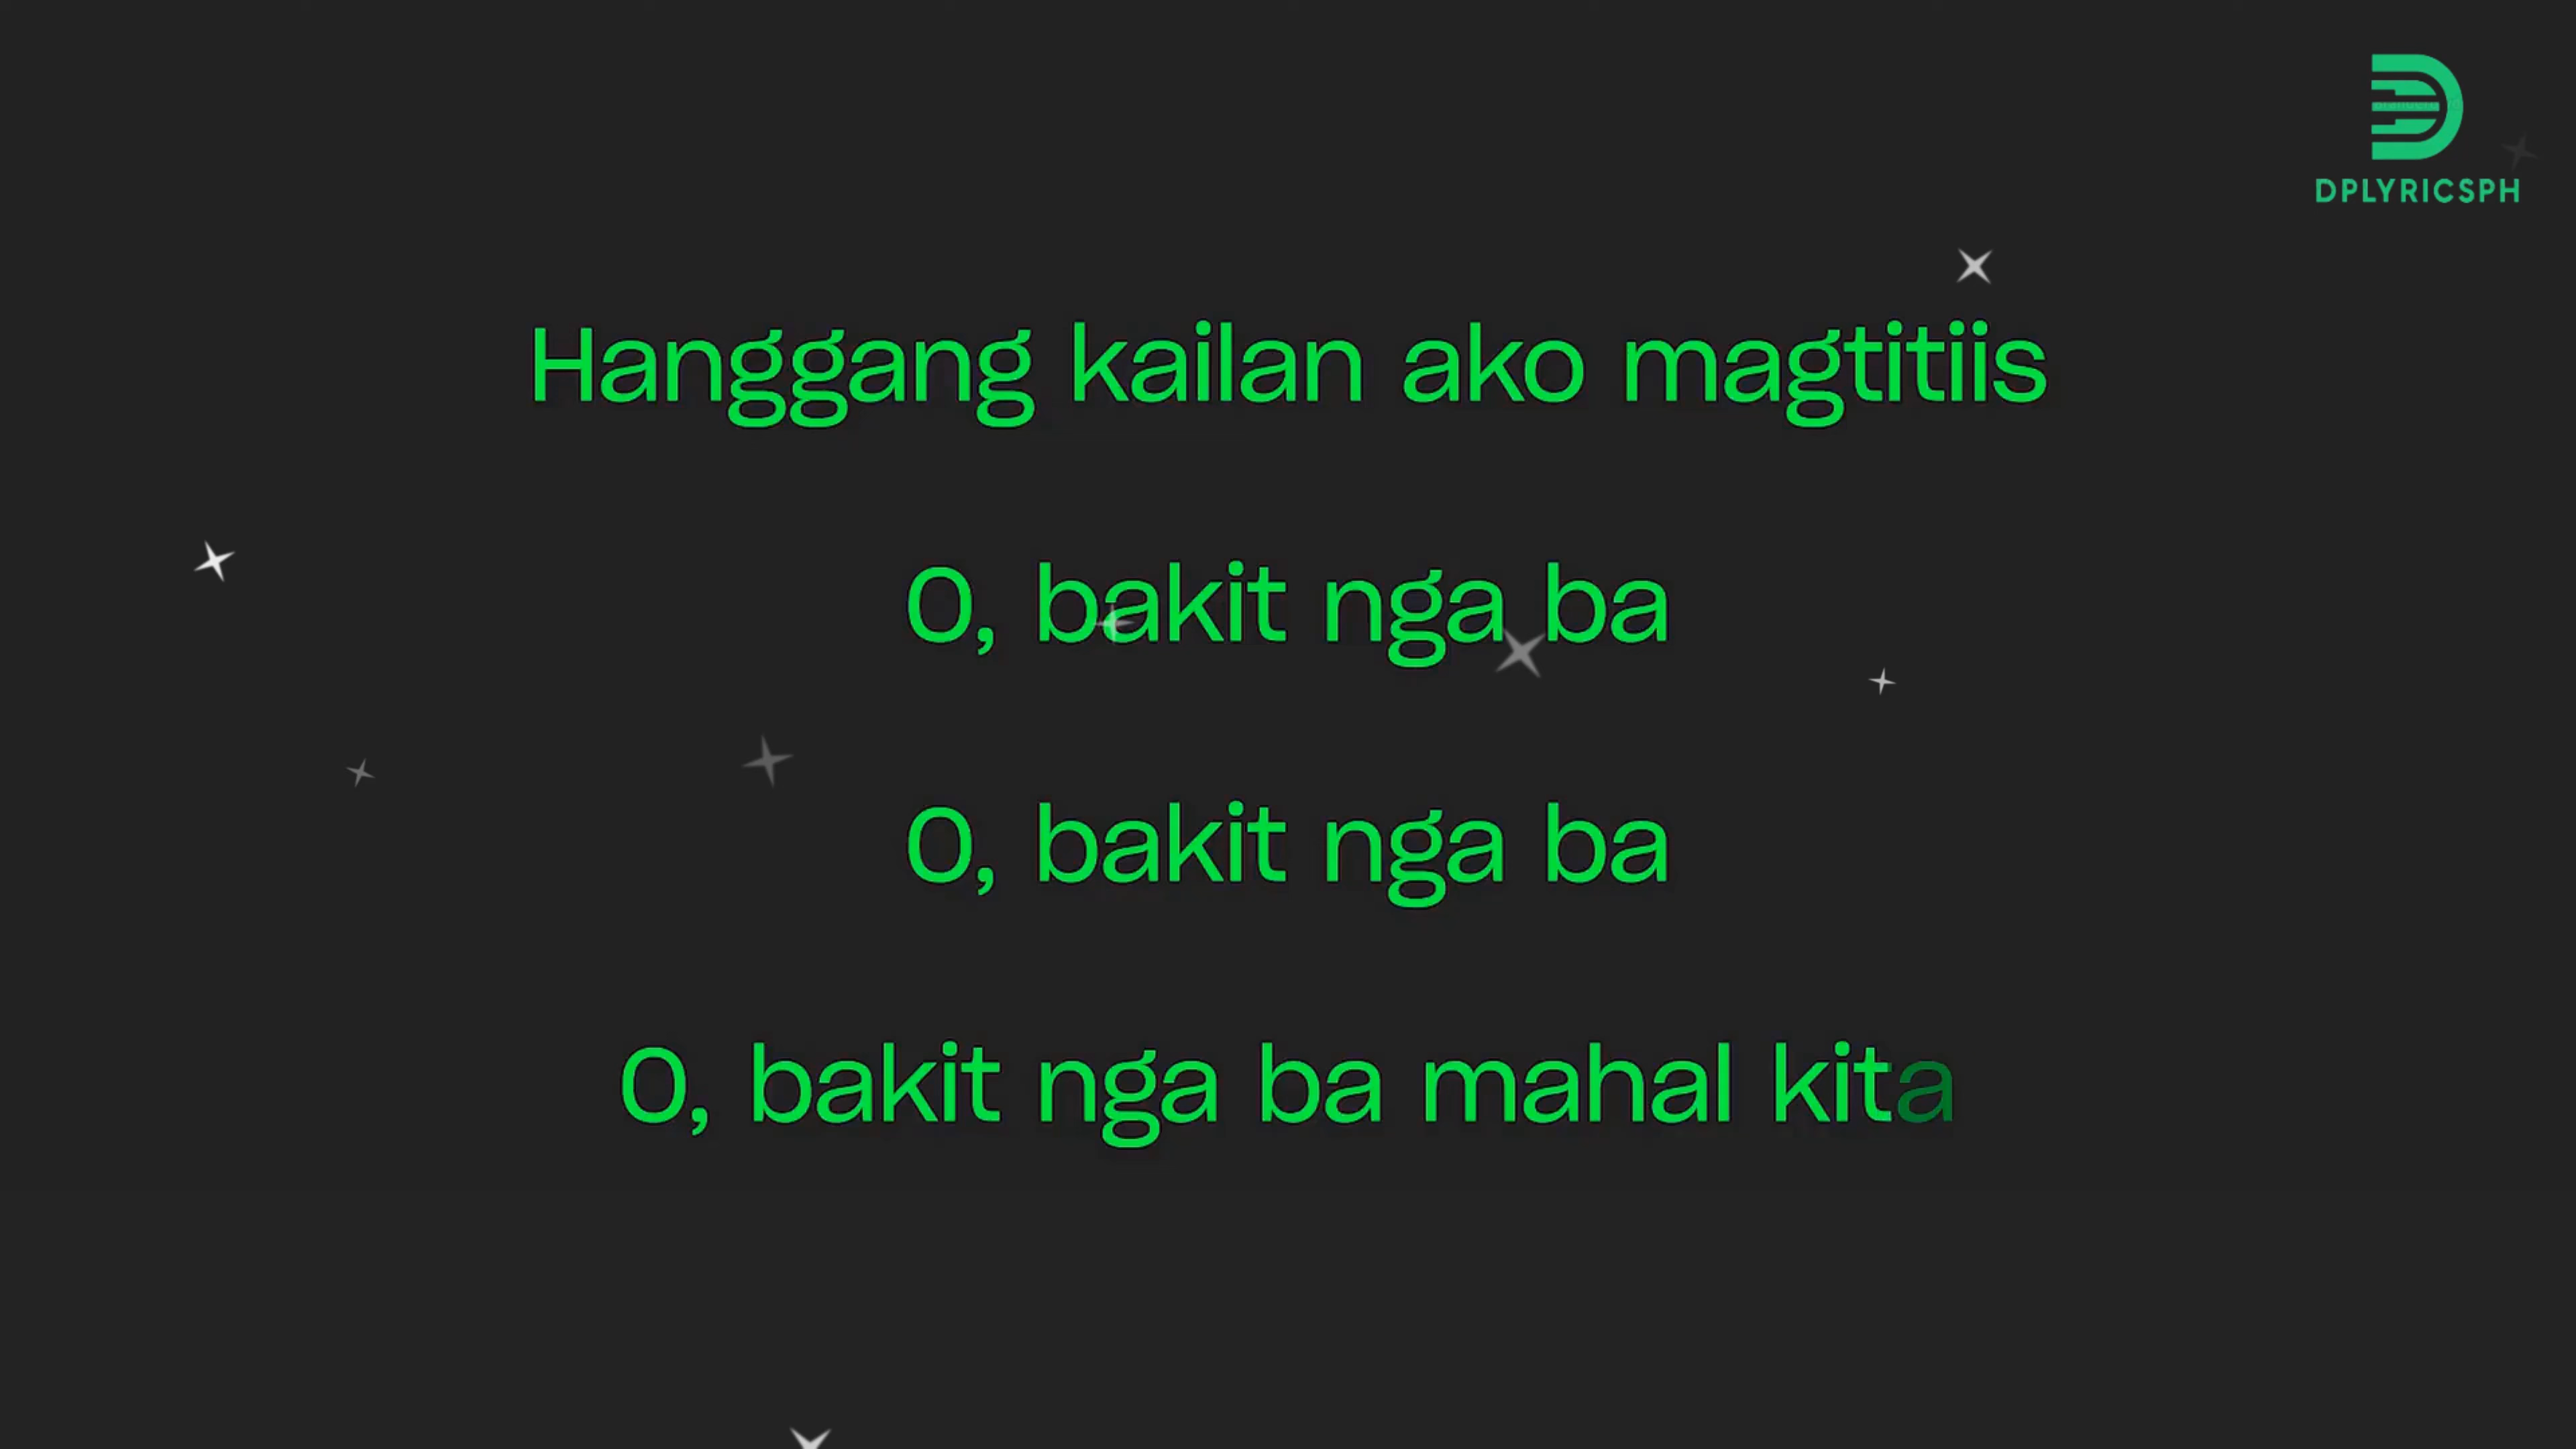 DPLYRICSPH
Hanggang kailan ako magtitiis
O, bakit nga ba
O, bakit nga ba
O, bakit nga ba mahal kita